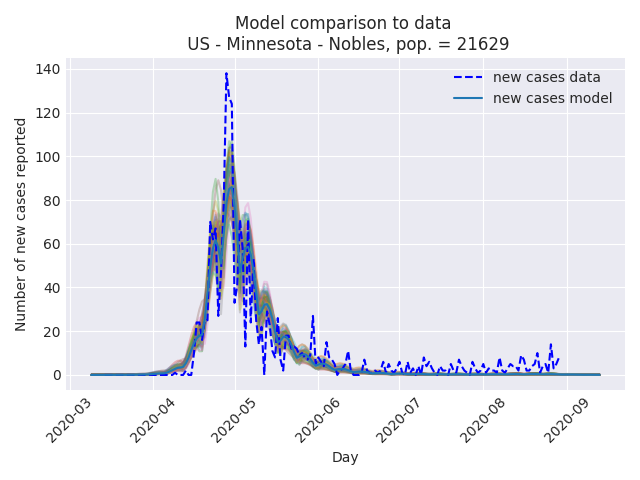 Model comparison to data
US - Minnesota - Nobles, pop. = 21629
new cases data
new cases model
Number of new cases reported
140
120
100
80
60
40
20
0
2020-03
2020-04
2020-05
2020-06
2020-07
2020-08
2020-09
Day